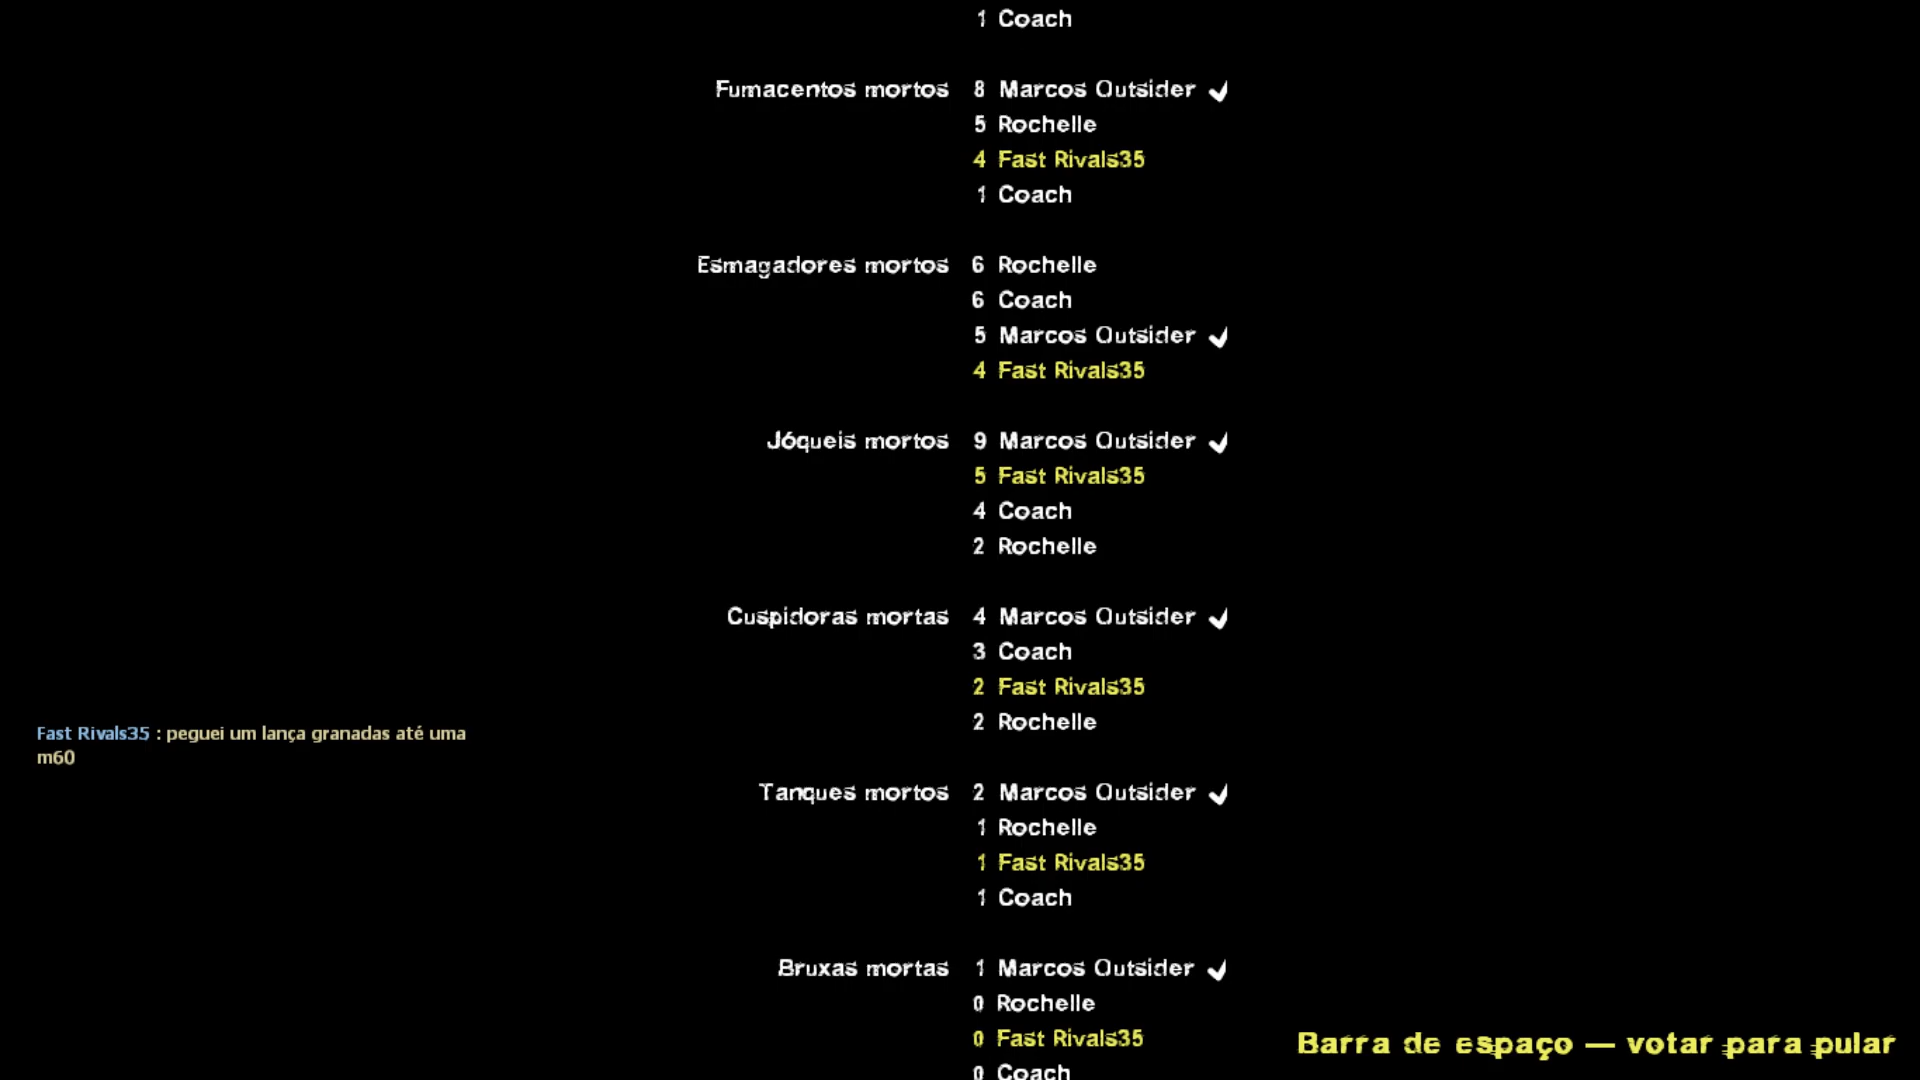 1 Coach
Fumacentos mortos 8 Marcos Outsider
5 Rochelle
4 Fast Rivals35
1 Coach
Esmagadores mortos 6 Rochelle
6 Coach
5 Marcos Outsider
4 Fast Rivals35
Jóqueis mortos 9 Marcos Outsider
5 Fast Rivals35
4 Coach
2 Rochelle
Cuspidoras mortas 4 Marcos Outsider
3 Coach
2 Fast Rivals35
2 Rochelle
Fast Rivals35 : peguei um lança granadas até uma
m60
Tanques mortos 2 Marcos Outsider
1 Rochelle
1 Fast Rivals35
1 Coach
Bruxas mortas 1 Marcos Outsider
0 Rochelle
0 Fast Rivals35
0 Coach
Barra de espaço — votar para pular